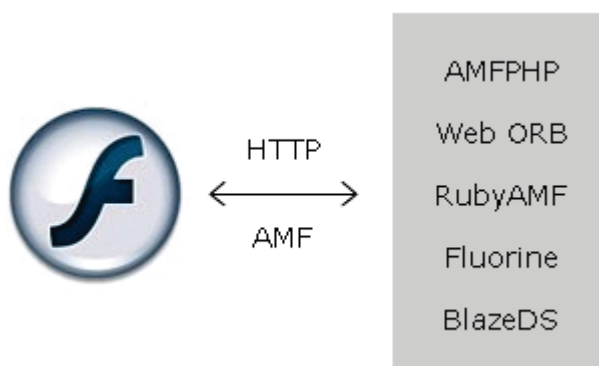 HTTP
AMF
AMFPHP
Web ORB
RubyAMF
Fluorine
BlazeDS